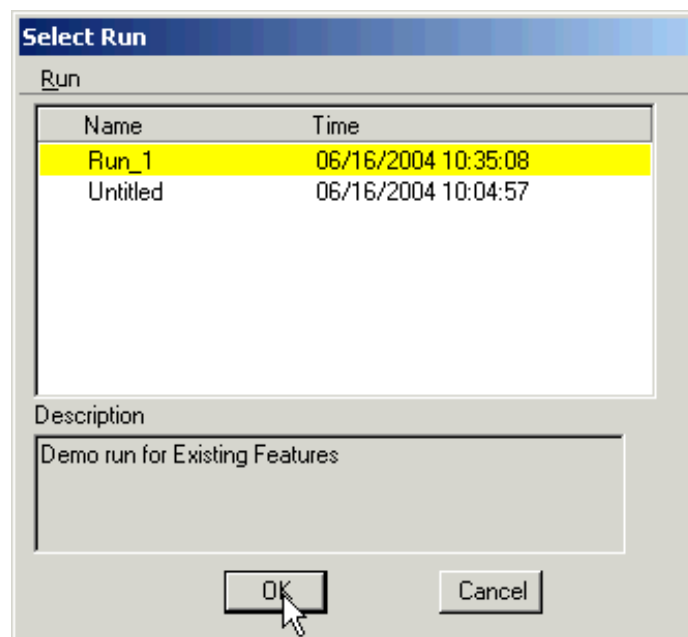 Select Run
Run
Name Time
Run_1 06/16/2004 10:35:08
Untitled 06/16/2004 10:04:57
Description
Demo run for Existing Features
OK Cancel